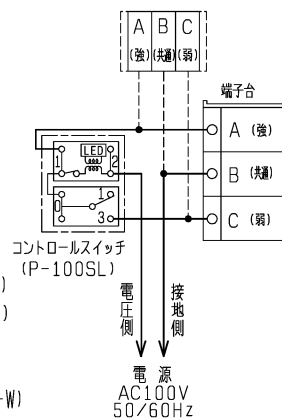 A B C
(強) (共通) (弱)
端子台
A (強)
B (共通)
C (弱)
LED
1 2
0 1
3
コントロールスイッチ
(P-100SL)
)
)
-W)
電圧側
接地側
電源
AC100V
50/60Hz